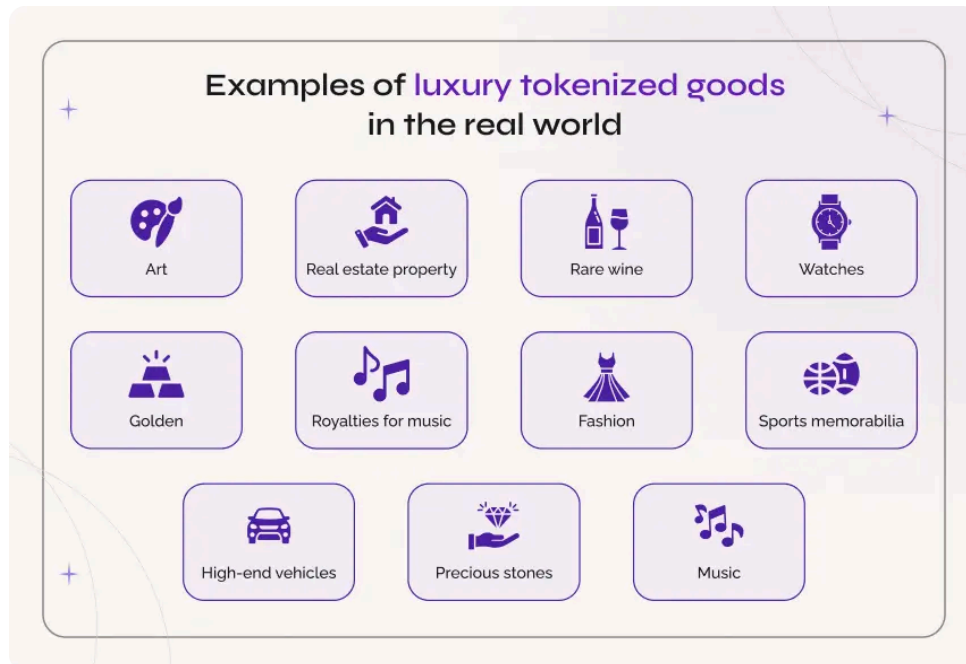 Examples of luxury tokenized goods
in the real world
Art
Real estate property
Rare wine
Watches
Golden
Royalties for music
Fashion
Sports memorabilia
High-end vehicles
Precious stones
Music